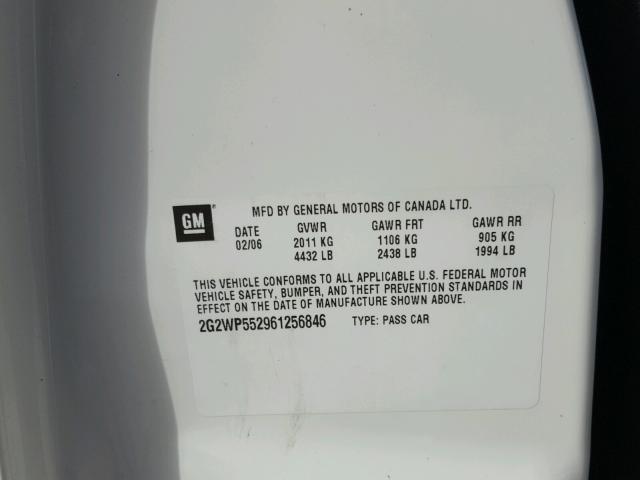 GM
MFD BY GENERAL MOTORS OF CANADA LTD.
DATE GVWR GAWR FRT GAWR RR
02/06 2011 KG 1106 KG 905 KG
4432 LB 2438 LB 1994 LB
THIS VEHICLE CONFORMS TO ALL APPLICABLE U.S. FEDERAL MOTOR
VEHICLE SAFETY, BUMPER, AND THEFT PREVENTION STANDARDS IN
EFFECT ON THE DATE OF MANUFACTURE SHOWN ABOVE.
2G2WP552961256846 TYPE: PASS CAR